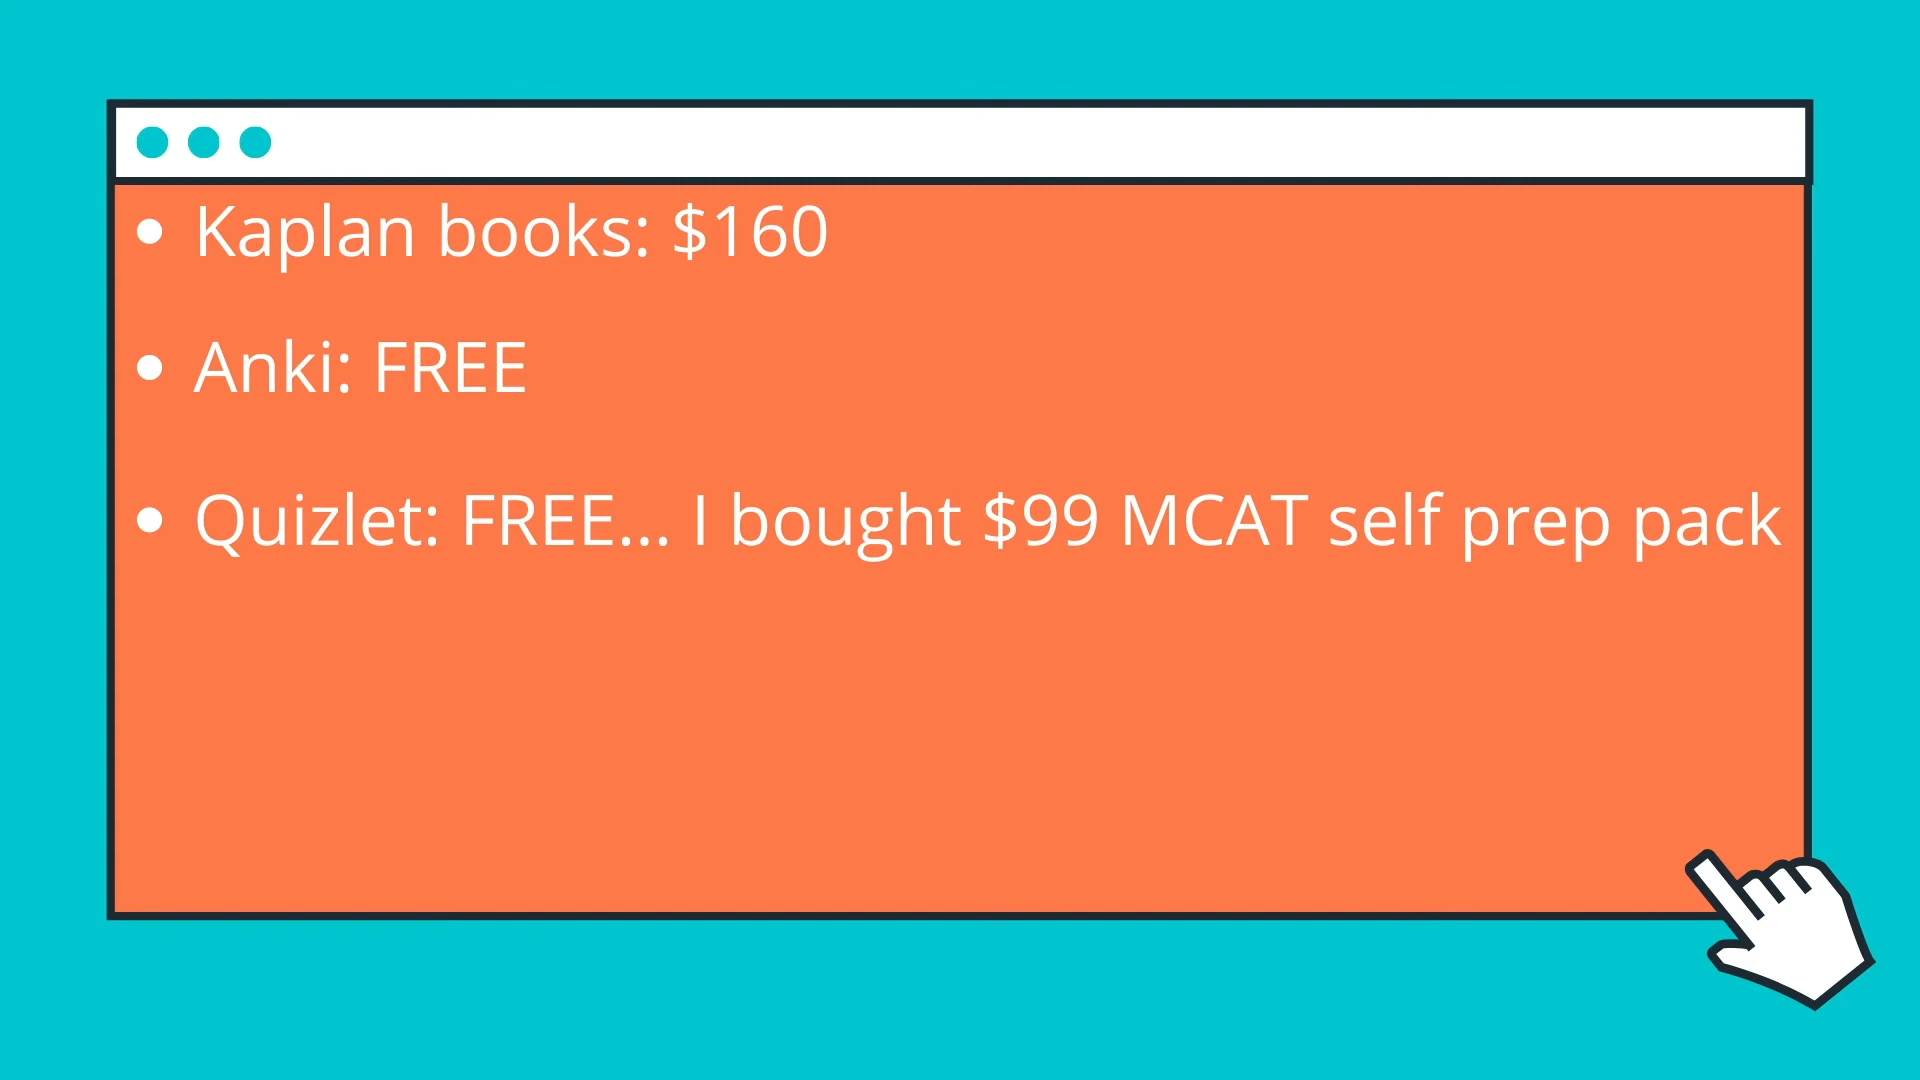 • Kaplan books: $160
• Anki: FREE
• Quizlet: FREE... I bought $99 MCAT self prep pack